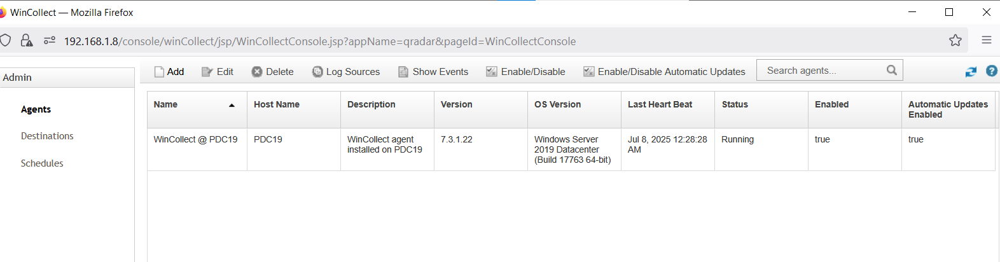 WinCollect — Mozilla Firefox
192.168.1.8/console/winCollect/jsp/WinCollectConsole.jsp?appName=qradar&pageId=WinCollectConsole
Admin
Agents
Destinations
Schedules
Add Edit Delete Log Sources Show Events Enable/Disable Enable/Disable Automatic Updates Search agents... ?
Name Host Name Description Version OS Version Last Heart Beat Status Enabled Automatic Updates
Enabled
WinCollect @ PDC19 PDC19 WinCollect agent 7.3.1.22 Windows Server Jul 8, 2025 12:28:28 Running true true
installed on PDC19 2019 Datacenter AM
(Build 17763 64-bit)